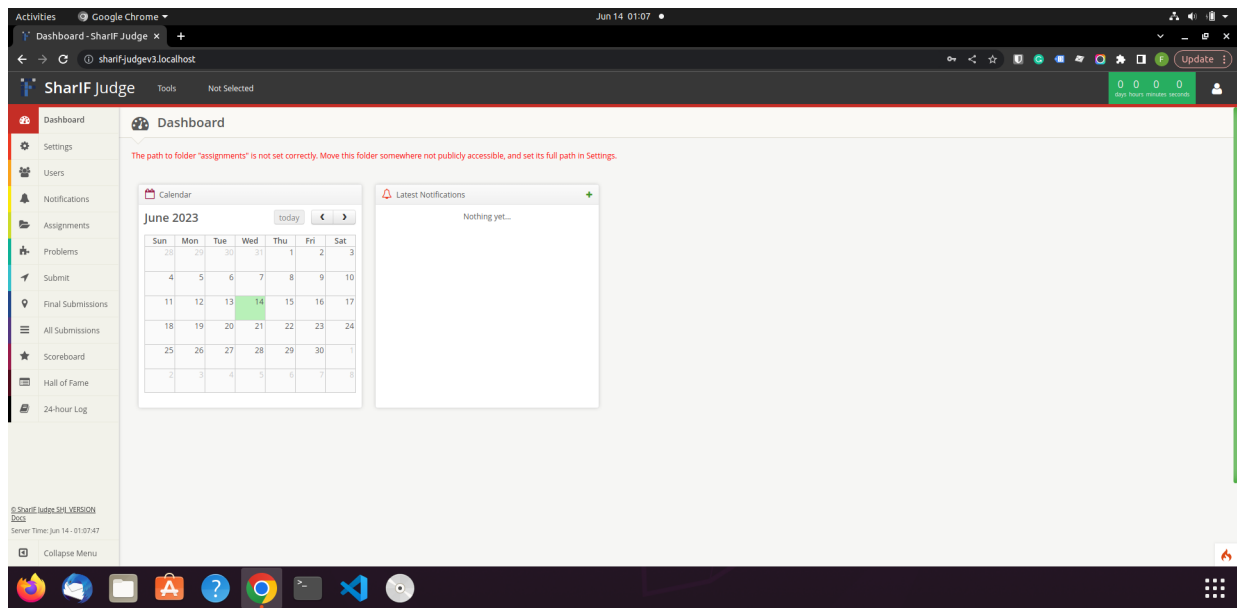 Activities Google Chrome Jun 14 01:07
Dashboard - SharIF Judge
sharif-judgev3.localhost Update
SharIF Judge Tools Not Selected 0 0 0 0
days hours minutes seconds
Dashboard
Settings
Users
Notifications
Assignments
Problems
Submit
Final Submissions
All Submissions
Scoreboard
Hall of Fame
24-hour Log
© SharIF Judge SHJ_VERSION
Docs
Server Time: Jun 14 - 01:07:47
Collapse Menu
Dashboard
The path to folder "assignments" is not set correctly. Move this folder somewhere not publicly accessible, and set its full path in Settings.
Calendar
June 2023 today
Sun Mon Tue Wed Thu Fri Sat
28 29 30 31 1 2 3
4 5 6 7 8 9 10
11 12 13 14 15 16 17
18 19 20 21 22 23 24
25 26 27 28 29 30 1
2 3 4 5 6 7 8
Latest Notifications
Nothing yet...